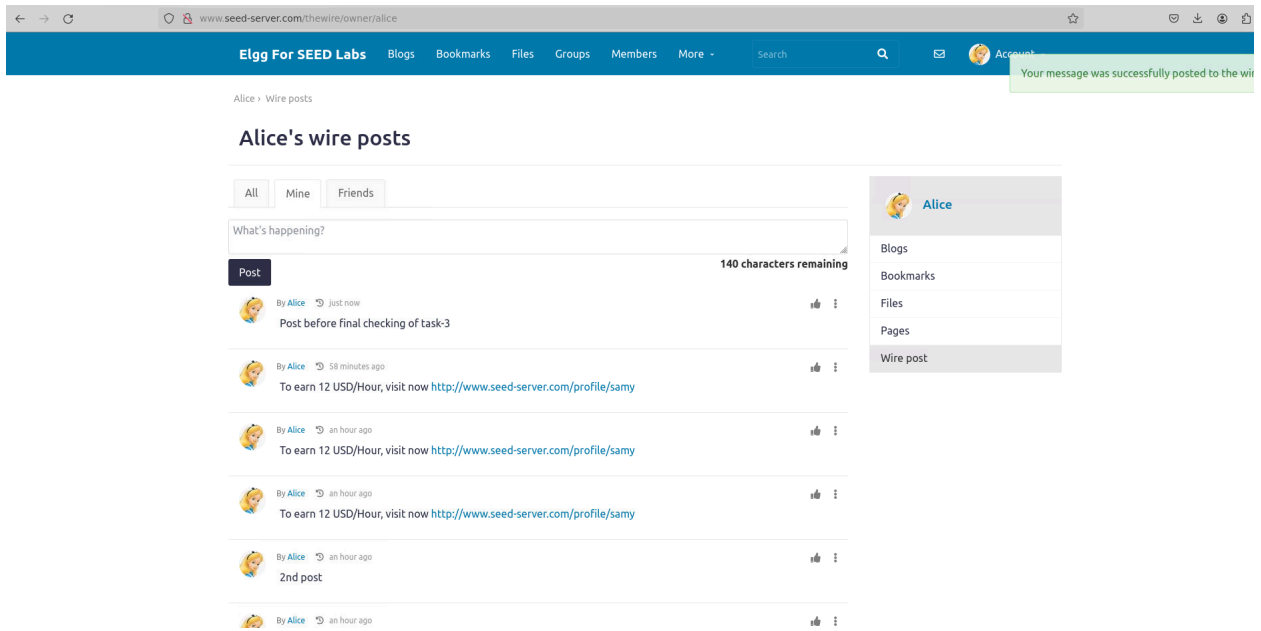 www.seed-server.com/thewire/owner/alice
Elgg For SEED Labs Blogs Bookmarks Files Groups Members More Search Account
Your message was successfully posted to the
Alice › Wire posts
Alice's wire posts
All Mine Friends
What's happening?
140 characters remaining
Post
By Alice just now
Post before final checking of task-3
By Alice 58 minutes ago
To earn 12 USD/Hour, visit now http://www.seed-server.com/profile/samy
By Alice an hour ago
To earn 12 USD/Hour, visit now http://www.seed-server.com/profile/samy
By Alice an hour ago
To earn 12 USD/Hour, visit now http://www.seed-server.com/profile/samy
By Alice an hour ago
2nd post
By Alice an hour ago
Alice
Blogs
Bookmarks
Files
Pages
Wire post